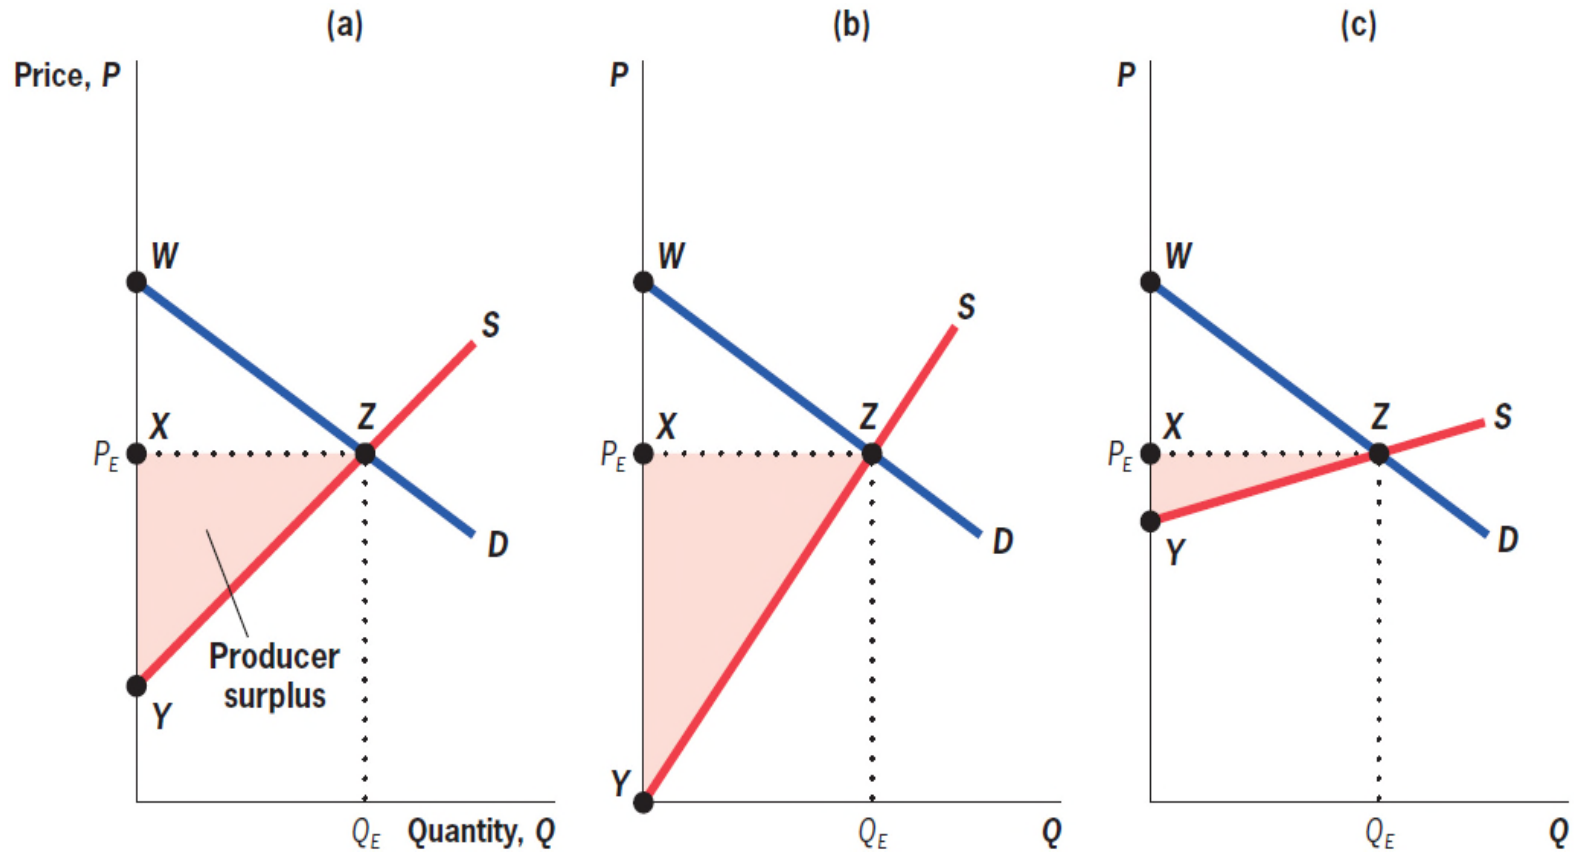 (a)
Price, P
W
S
X
Z
P_E
D
Producer
surplus
Y
Q_E
Quantity, Q
(b)
P
W
S
X
Z
P_E
D
Y
Q_E
Q
(c)
P
W
X
Z
S
P_E
Y
D
Q_E
Q